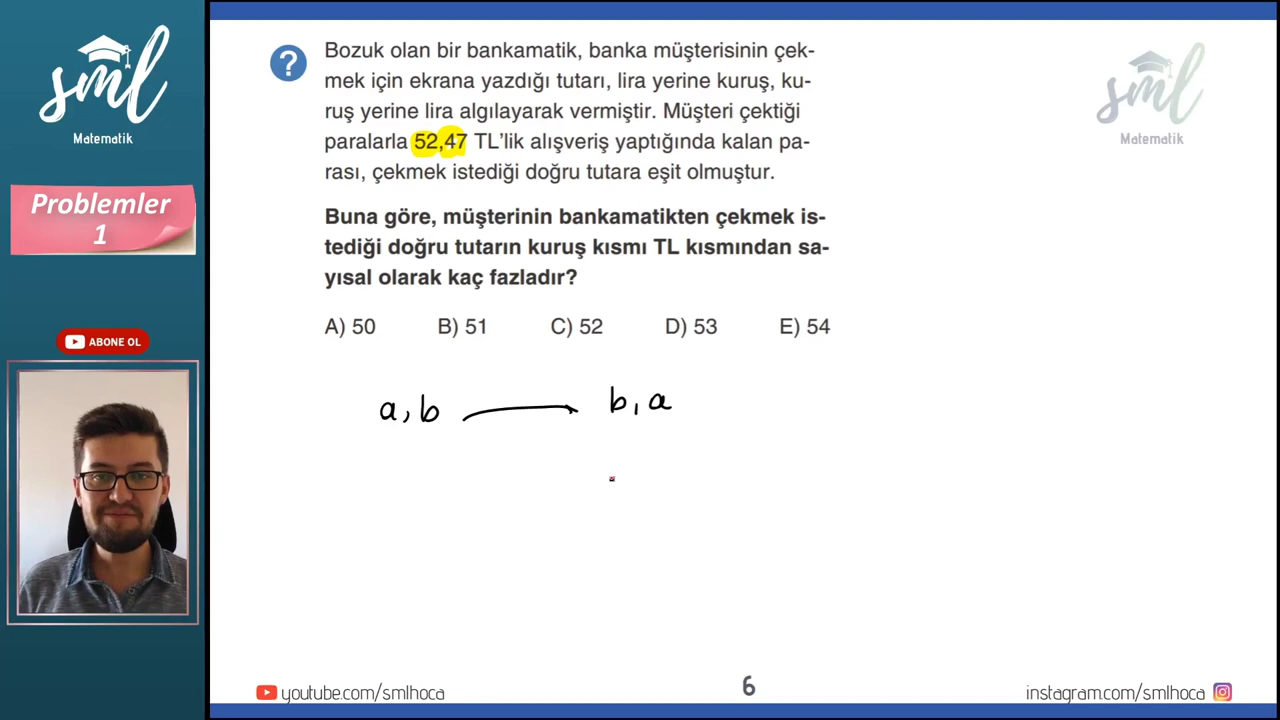 sml
Matematik
Problemler
1
ABONE OL
?
Bozuk olan bir bankamatik, banka müşterisinin çek-
mek için ekrana yazdığı tutarı, lira yerine kuruş, ku-
ruş yerine lira algılayarak vermiştir. Müşteri çektiği
paralarla 52,47 TL'lik alışveriş yaptığında kalan pa-
rası, çekmek istediği doğru tutara eşit olmuştur.
Buna göre, müşterinin bankamatikten çekmek is-
tediği doğru tutarın kuruş kısmı TL kısmından sa-
yısal olarak kaç fazladır?
A) 50 B) 51 C) 52 D) 53 E) 54
a,b b,a
sml
Matematik
youtube.com/smlhoca 6 instagram.com/smlhoca